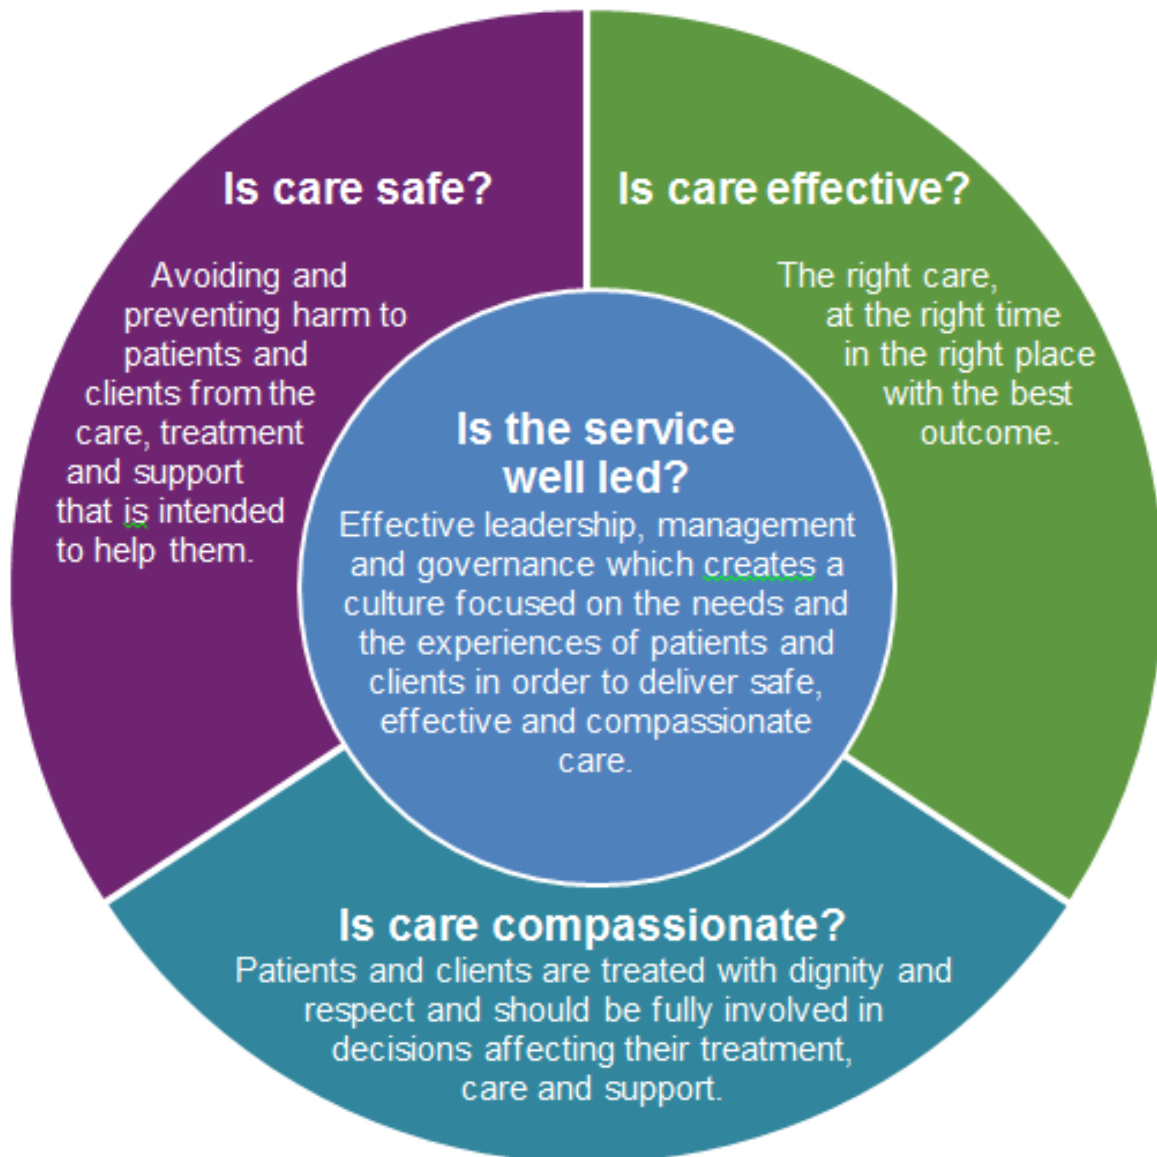 Is care safe?
Avoiding and
preventing harm to
patients and
clients from the
care, treatment
and support
that is intended
to help them.
Is care effective?
The right care,
at the right time
in the right place
with the best
outcome.
Is the service
well led?
Effective leadership, management
and governance which creates a
culture focused on the needs and
the experiences of patients and
clients in order to deliver safe,
effective and compassionate
care.
Is care compassionate?
Patients and clients are treated with dignity and
respect and should be fully involved in
decisions affecting their treatment,
care and support.